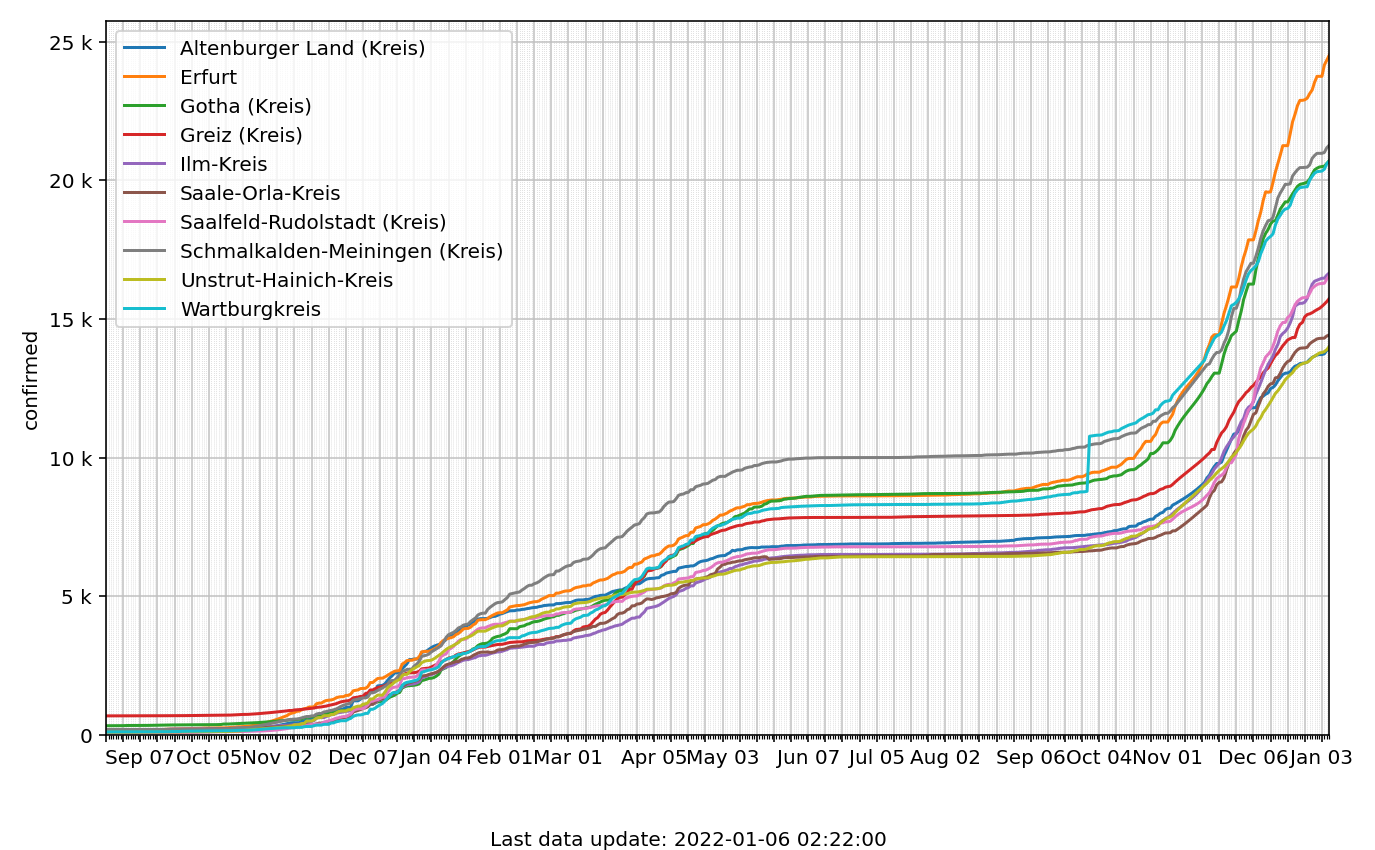 25 k
20 k
15 k
10 k
5 k
0
confirmed
Altenburger Land (Kreis)
Erfurt
Gotha (Kreis)
Greiz (Kreis)
Ilm-Kreis
Saale-Orla-Kreis
Saalfeld-Rudolstadt (Kreis)
Schmalkalden-Meiningen (Kreis)
Unstrut-Hainich-Kreis
Wartburgkreis
Sep 07 Oct 05 Nov 02 Dec 07 Jan 04 Feb 01 Mar 01 Apr 05 May 03 Jun 07 Jul 05 Aug 02 Sep 06 Oct 04 Nov 01 Dec 06 Jan 03
Last data update: 2022-01-06 02:22:00